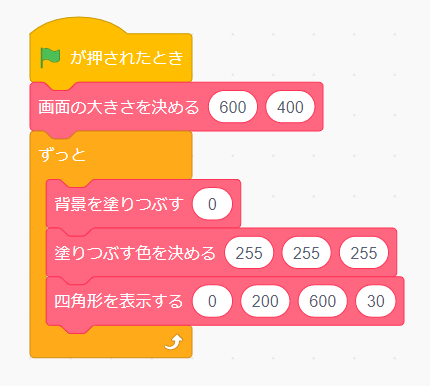 が押されたとき
画面の大きさを決める 600 400
ずっと
背景を塗りつぶす 0
塗りつぶす色を決める 255 255 255
四角形を表示する 0 200 600 30